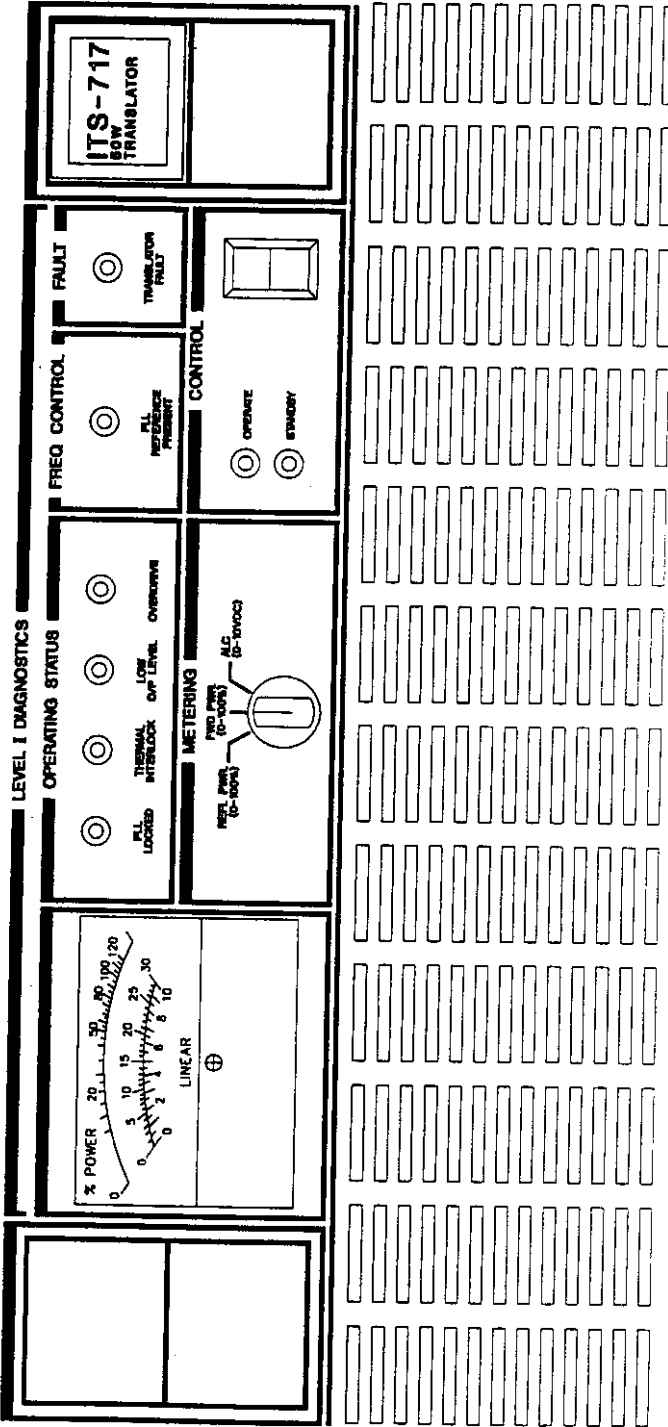 LEVEL I DIAGNOSTICS
% POWER
0 20 50 80 100 120
0 5 10 15 20 25 30
0 2 4 6 8 10
LINEAR
OPERATING STATUS
PLL
LOCKED
THERMAL
INTERLOCK
LOW
O/P LEVEL
OVERDRIVE
FREQ CONTROL
PLL
REFERENCE
PRESENT
FAULT
TRANSLATOR
FAULT
METERING
REFL PWR
(0-100%)
FWD PWR
(0-100%)
ALC
(0-10VDC)
CONTROL
OPERATE
STANDBY
ITS-717
50W
TRANSLATOR